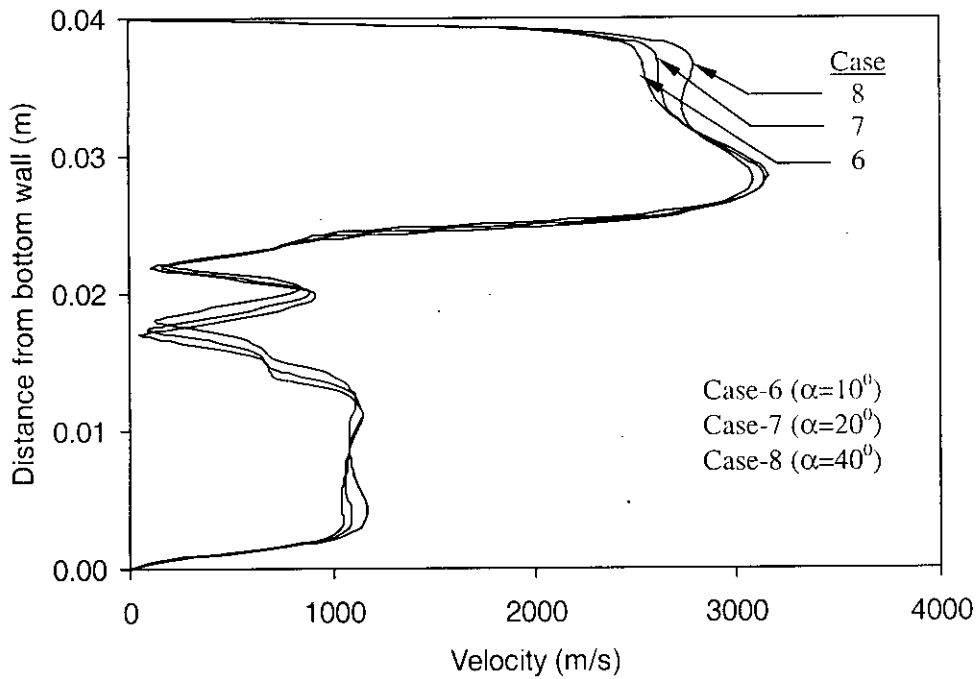 0.04
0.03
0.02
0.01
0.00
Distance from bottom wall (m)
Case
8
7
6
Case-6 (α=10⁰)
Case-7 (α=20⁰)
Case-8 (α=40⁰)
0 1000 2000 3000 4000
Velocity (m/s)